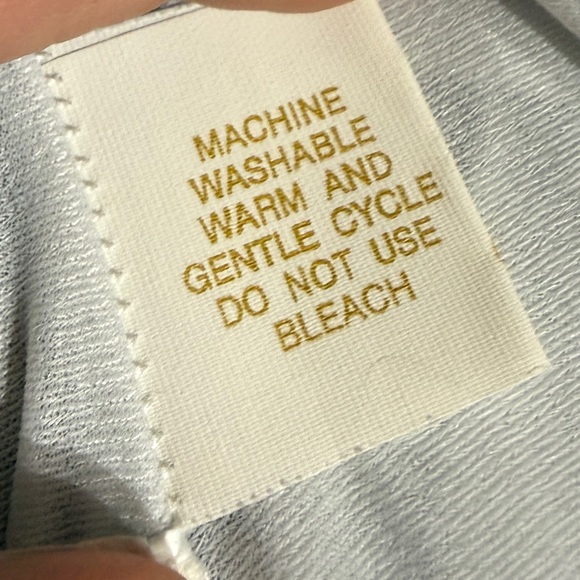 MACHINE
WASHABLE
WARM AND
GENTLE CYCLE
DO NOT USE
BLEACH